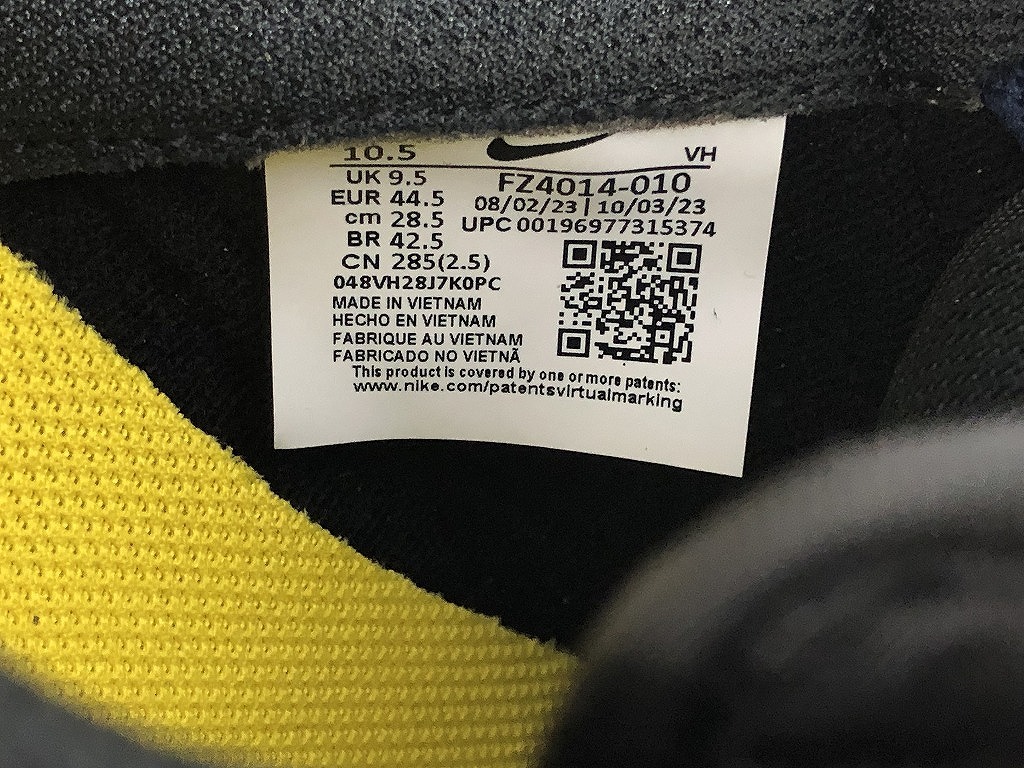 10.5 VH
UK 9.5
EUR 44.5
cm 28.5
BR 42.5
CN 285(2.5)
048VH28J7K0PC
FZ4014-010
08/02/23 | 10/03/23
UPC 00196977315374
MADE IN VIETNAM
HECHO EN VIETNAM
FABRIQUE AU VIETNAM
FABRICADO NO VIETNÃ
This product is covered by one or more patents:
www.nike.com/patentsvirtualmarking